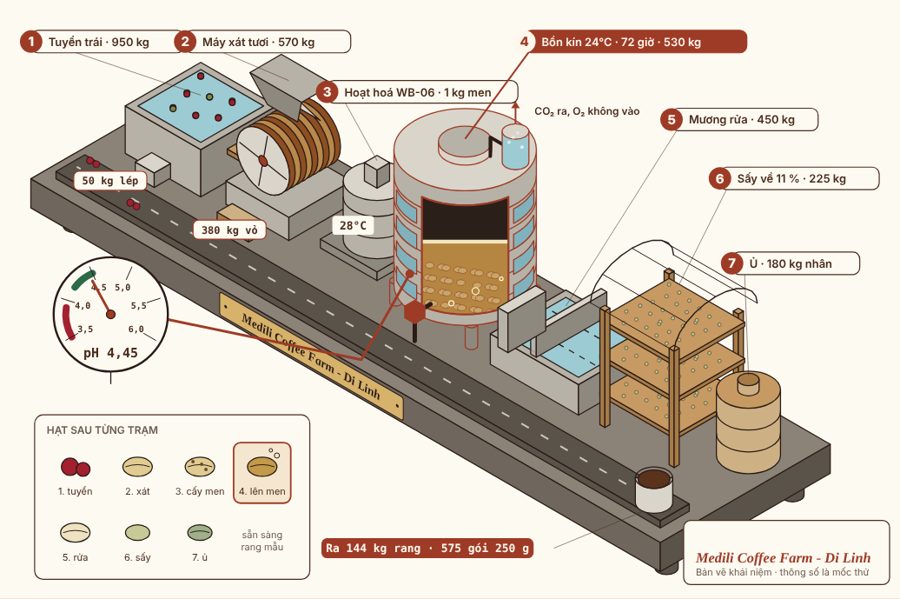 1 Tuyển trái · 950 kg
2 Máy xát tươi · 570 kg
3 Hoạt hoá WB-06 · 1 kg men
4 Bồn kín 24°C · 72 giờ · 530 kg
CO₂ ra, O₂ không vào
5 Mương rửa · 450 kg
6 Sấy về 11 % · 225 kg
7 Ủ · 180 kg nhân
50 kg lép
380 kg vỏ
28°C
4,5 5,0
4,0 5,5
3,5 6,0
pH 4,45
Medili Coffee Farm - Di Linh
HẠT SAU TỪNG TRẠM
1. tuyển
2. xát
3. cấy men
4. lên men
5. rửa
6. sấy
7. ủ
sẵn sàng
rang mẫu
Ra 144 kg rang · 575 gói 250 g
Medili Coffee Farm - Di Linh
Bản vẽ khái niệm · thông số là mốc thử